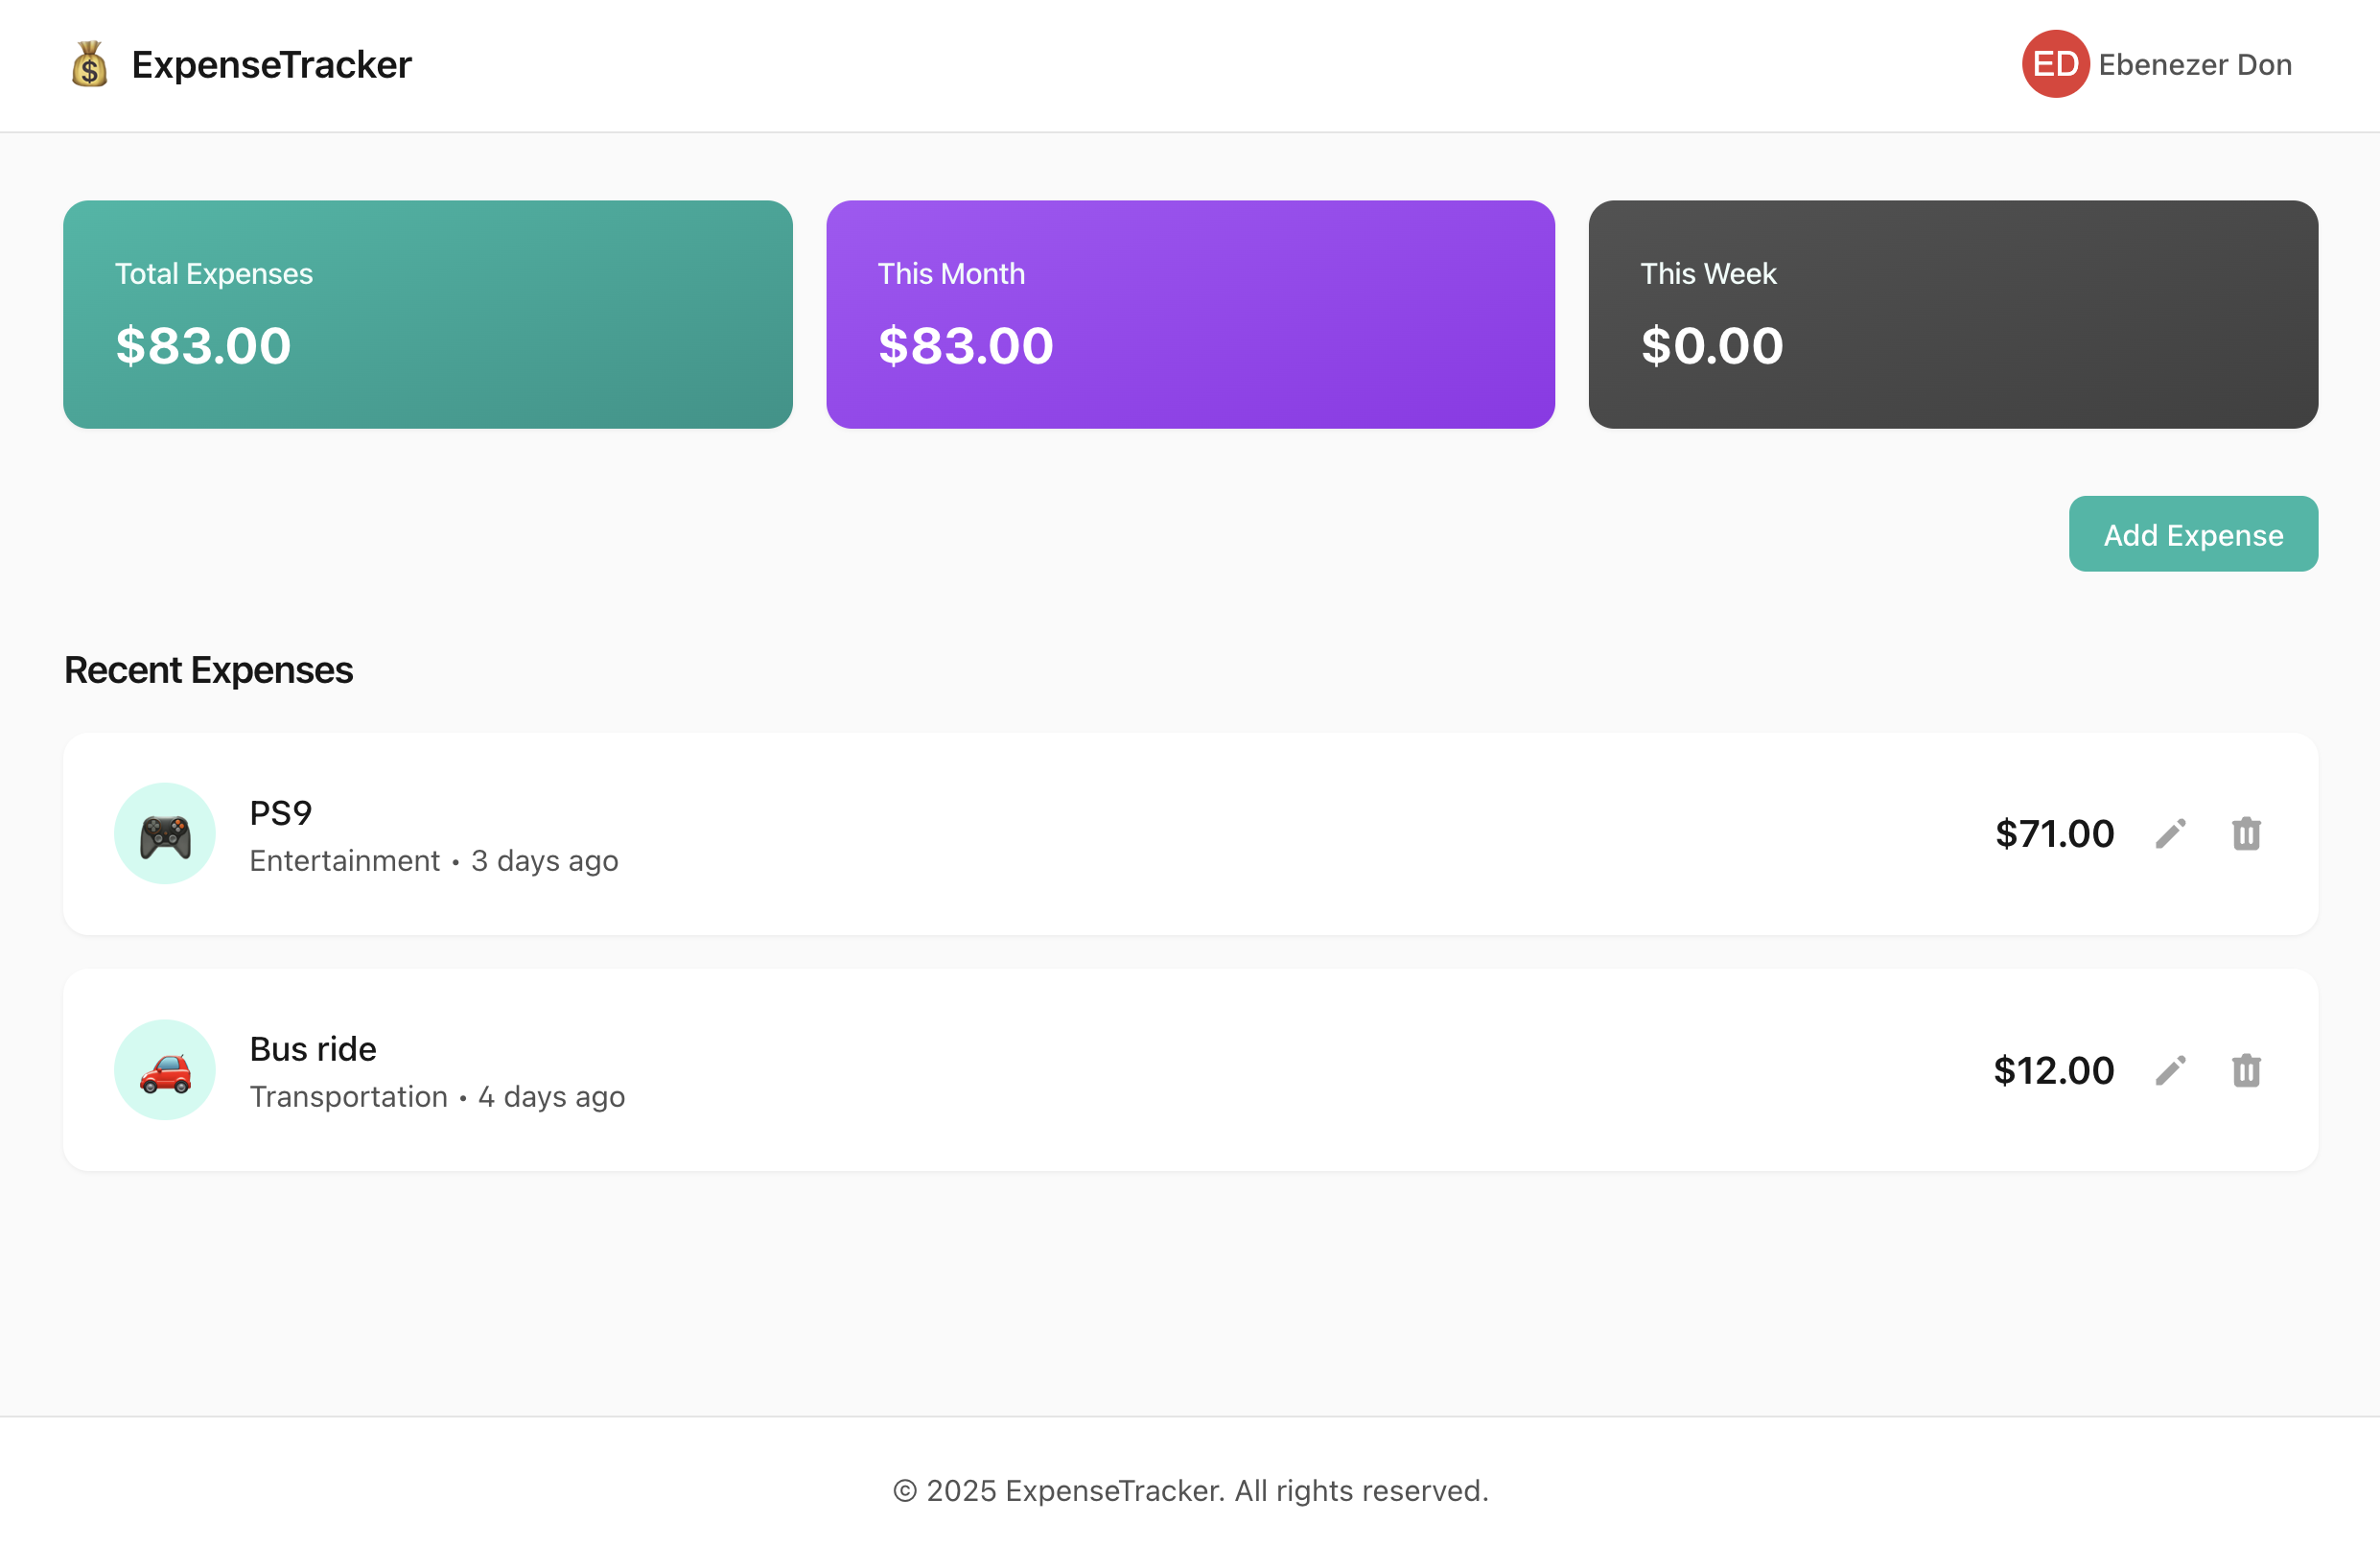 ExpenseTracker
ED Ebenezer Don
Total Expenses
$83.00
This Month
$83.00
This Week
$0.00
Add Expense
Recent Expenses
PS9
Entertainment • 3 days ago
$71.00
Bus ride
Transportation • 4 days ago
$12.00
© 2025 ExpenseTracker. All rights reserved.